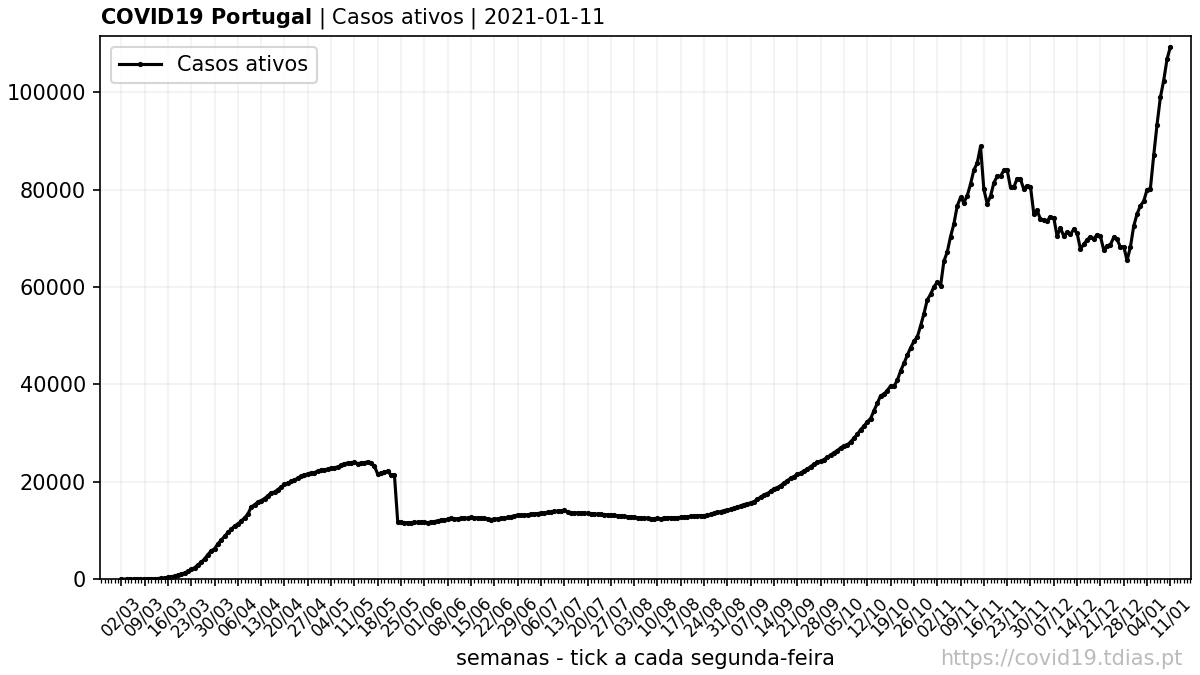 COVID19 Portugal | Casos ativos | 2021-01-11
Casos ativos
100000
80000
60000
40000
20000
0
02/03 09/03 16/03 23/03 30/03 06/04 13/04 20/04 27/04 04/05 11/05 18/05 25/05 01/06 08/06 15/06 22/06 29/06 06/07 13/07 20/07 27/07 03/08 10/08 17/08 24/08 31/08 07/09 14/09 21/09 28/09 05/10 12/10 19/10 26/10 02/11 09/11 16/11 23/11 30/11 07/12 14/12 21/12 28/12 04/01 11/01
semanas - tick a cada segunda-feira
https://covid19.tdias.pt